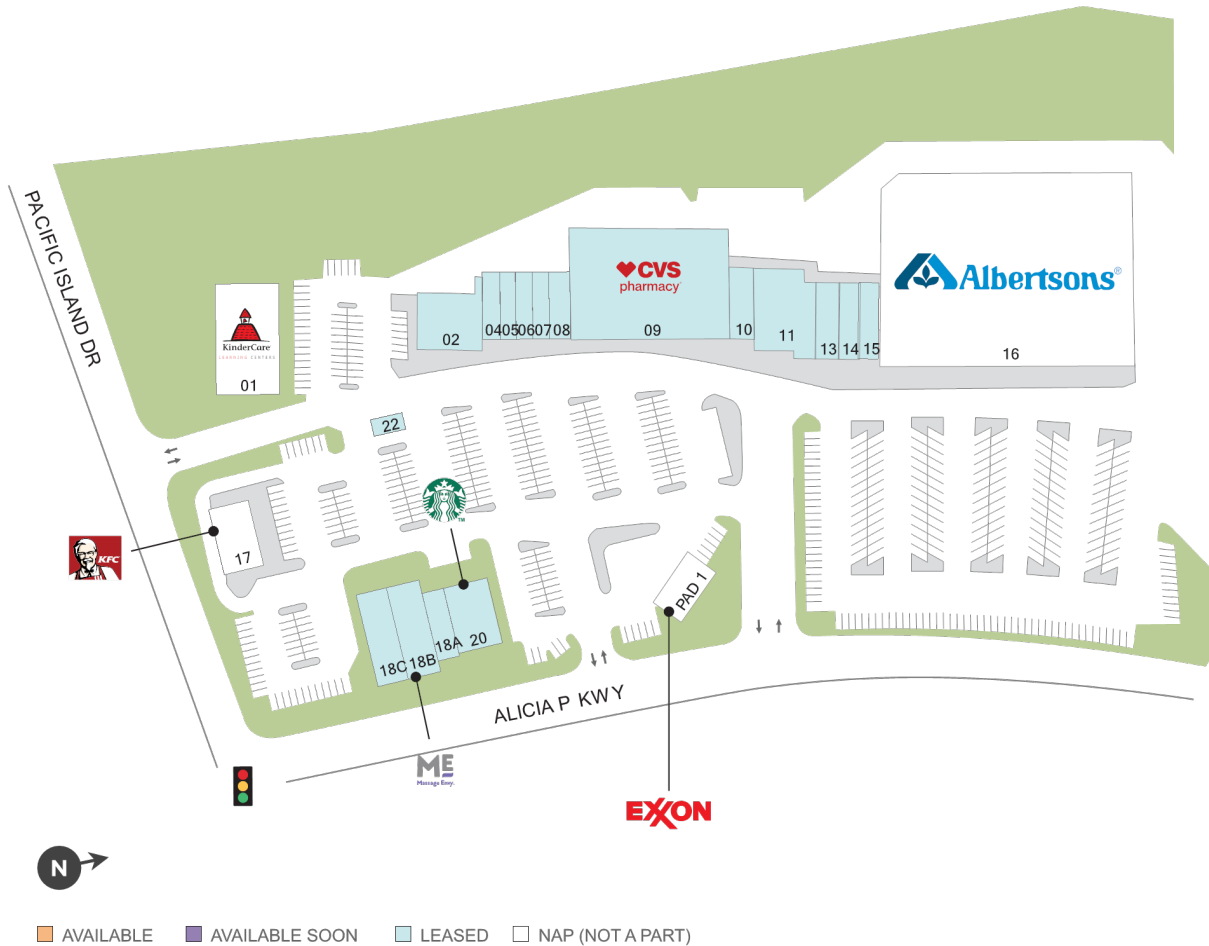 PACIFIC ISLAND DR
KinderCare
LEARNING CENTERS
01
02
04
05
06
07
08
CVS
pharmacy
09
10
11
13
14
15
Albertsons®
16
22
TM
17
KFC
18C
18B
18A
20
PAD 1
ALICIA P KWY
ME
Massage Envy.
EXXON
N
AVAILABLE
AVAILABLE SOON
LEASED
NAP (NOT A PART)